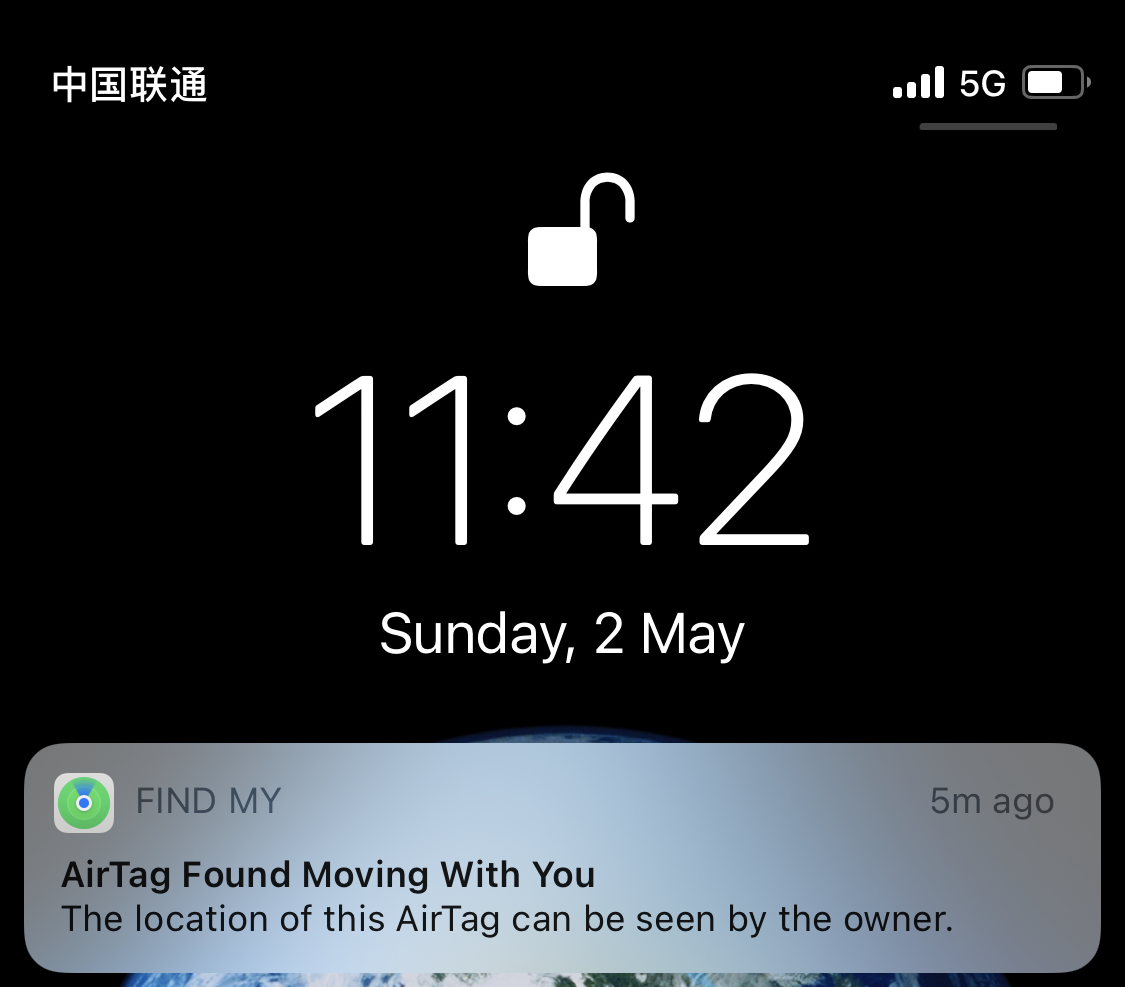 中国联通 5G
11:42
Sunday, 2 May
FIND MY 5m ago
AirTag Found Moving With You
The location of this AirTag can be seen by the owner.